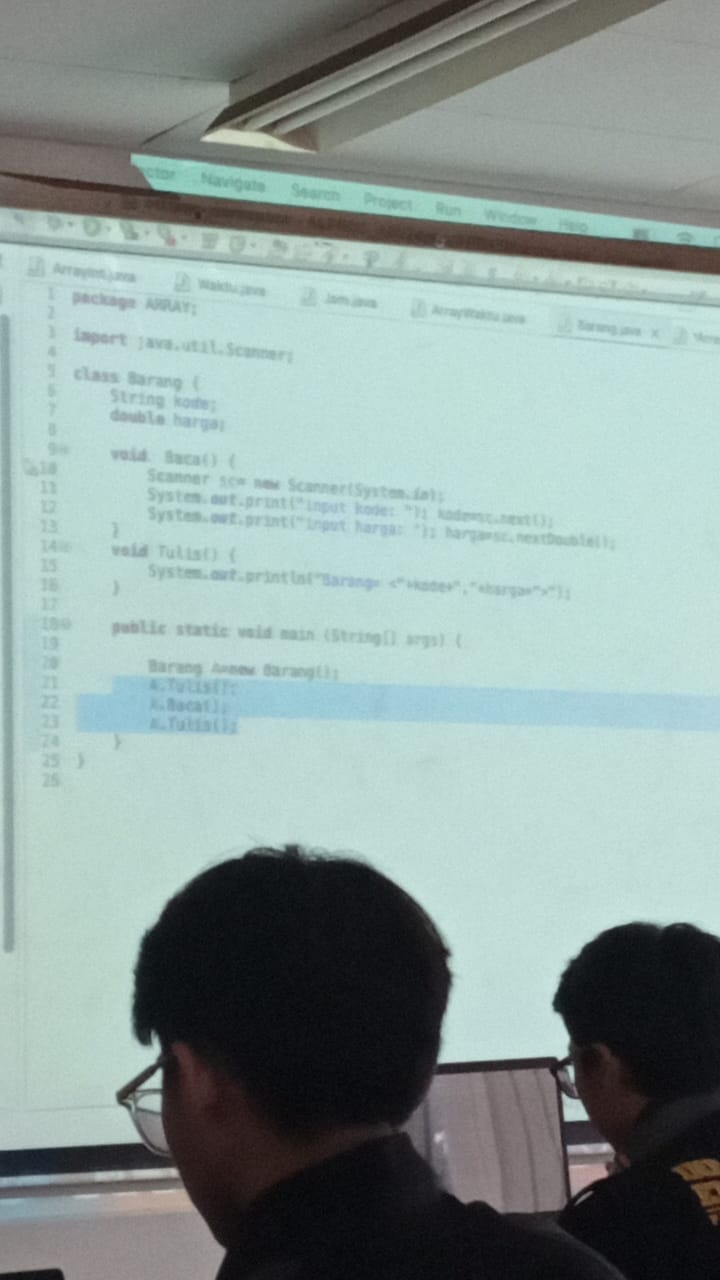 Navigate Search Project Run Window Help
ArrayInt.java Waktu.java Jam.java ArrayWaktu.java Barang.java
1 package ARRAY;
2
3 import java.util.Scanner;
4
5 class Barang {
6 String kode;
7 double harga;
8
9 void Baca() {
10 Scanner sc= new Scanner(System.in);
11 System.out.print("input kode: "); kode=sc.next();
12 System.out.print("input harga: "); harga=sc.nextDouble();
13 }
14 void Tulis() {
15 System.out.println("Barang= <"+kode+","+harga+">");
16 }
17
18 public static void main (String[] args) {
19
20 Barang A=new Barang();
21 A.Tulis();
22 A.Baca();
23 A.Tulis();
24 }
25 }
26